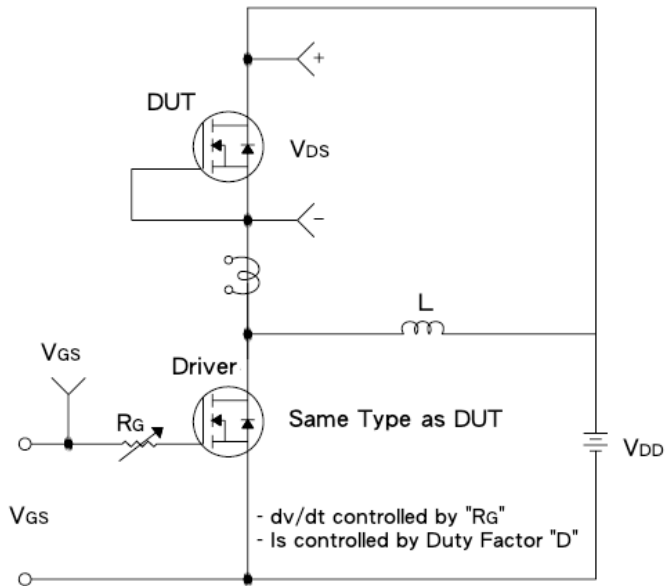 +
DUT
VDS
−
L
VGS
Driver
RG
Same Type as DUT
VDD
VGS
- dv/dt controlled by "RG"
- Is controlled by Duty Factor "D"